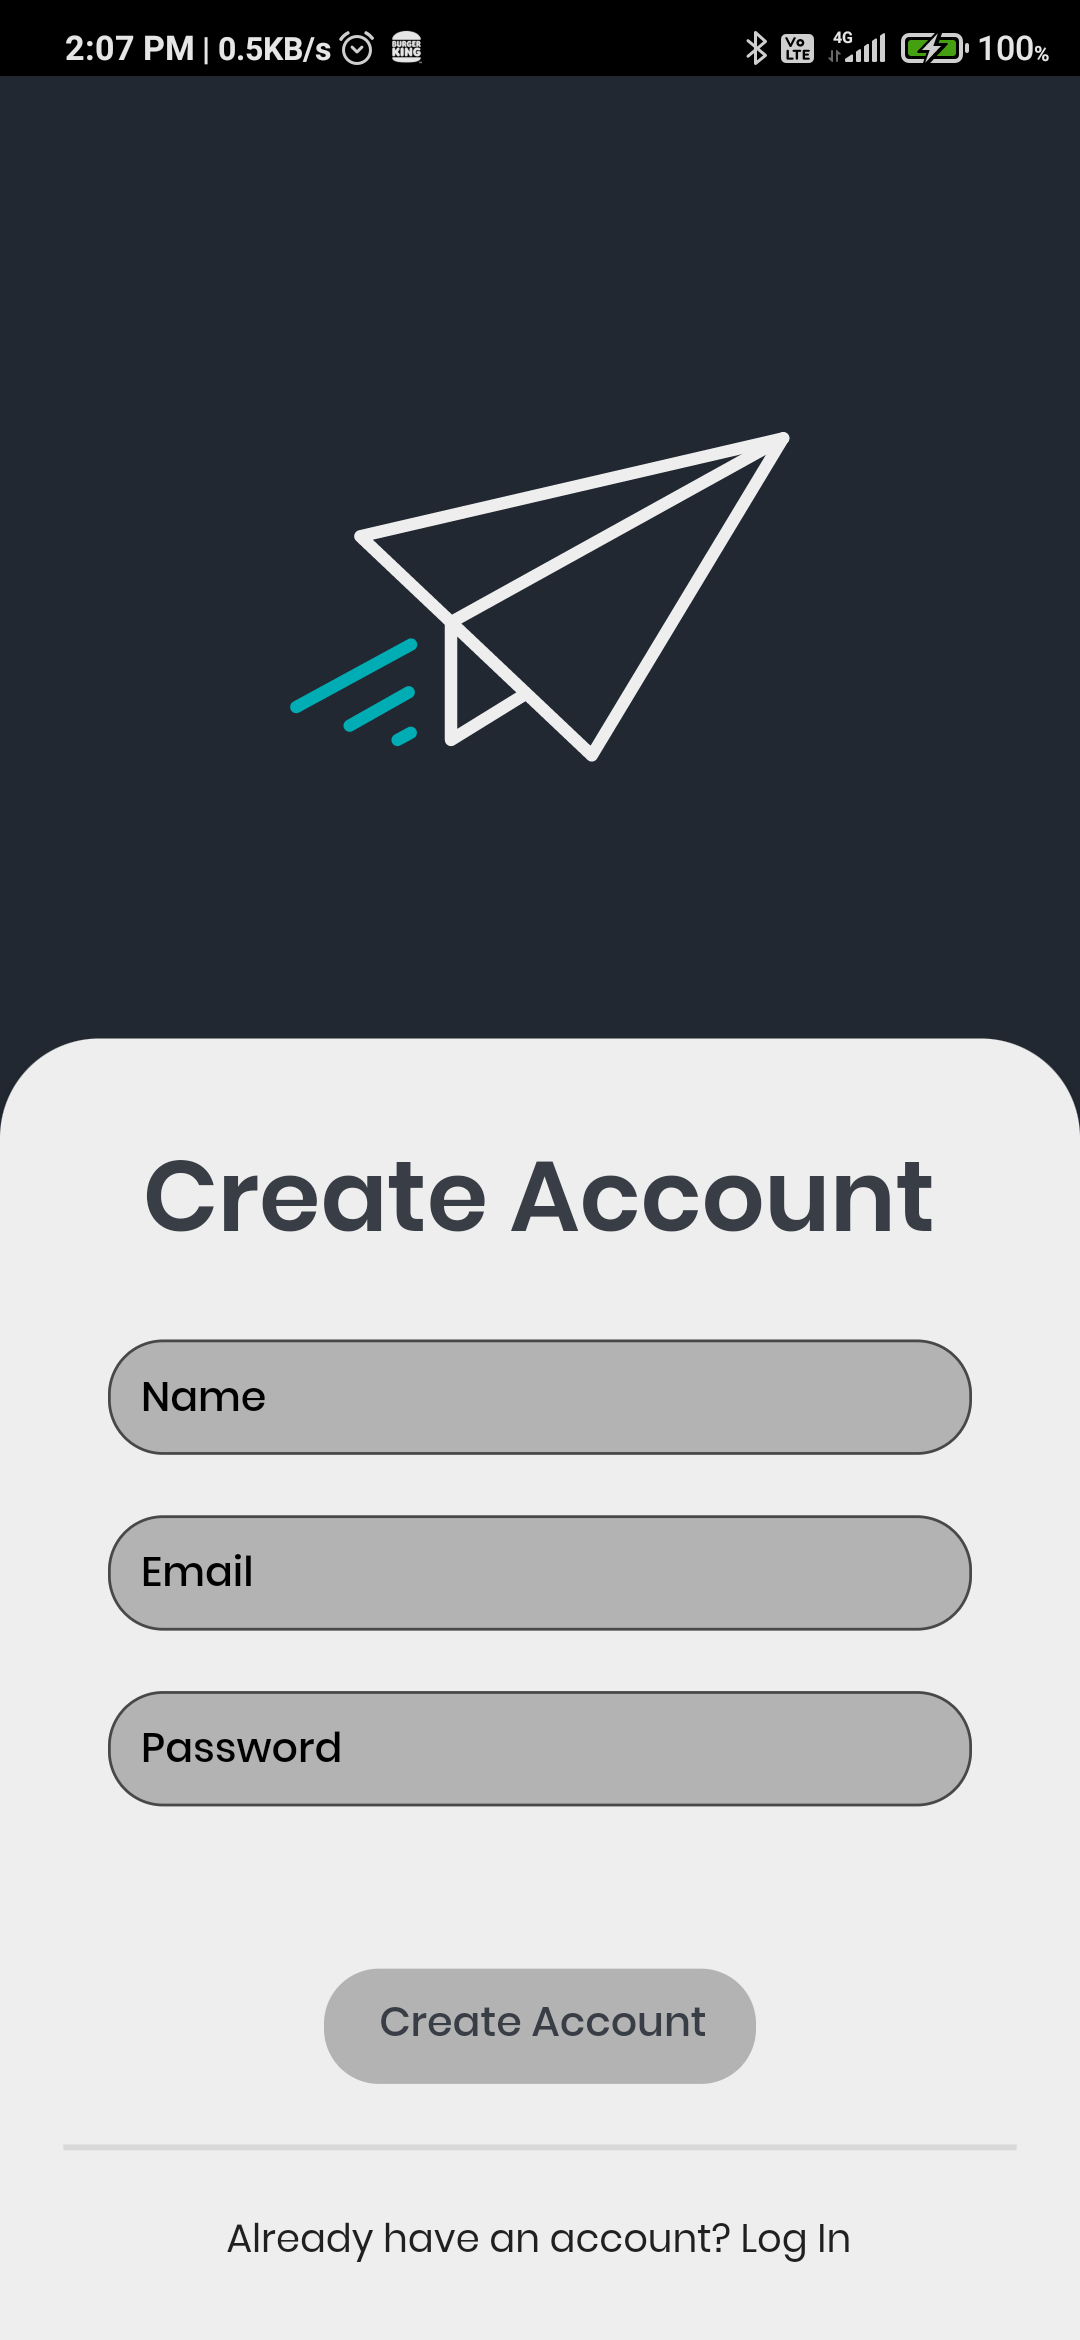 2:07 PM | 0.5KB/s BURGER KING Vo LTE 4G 100%
Create Account
Name
Email
Password
Create Account
Already have an account? Log In